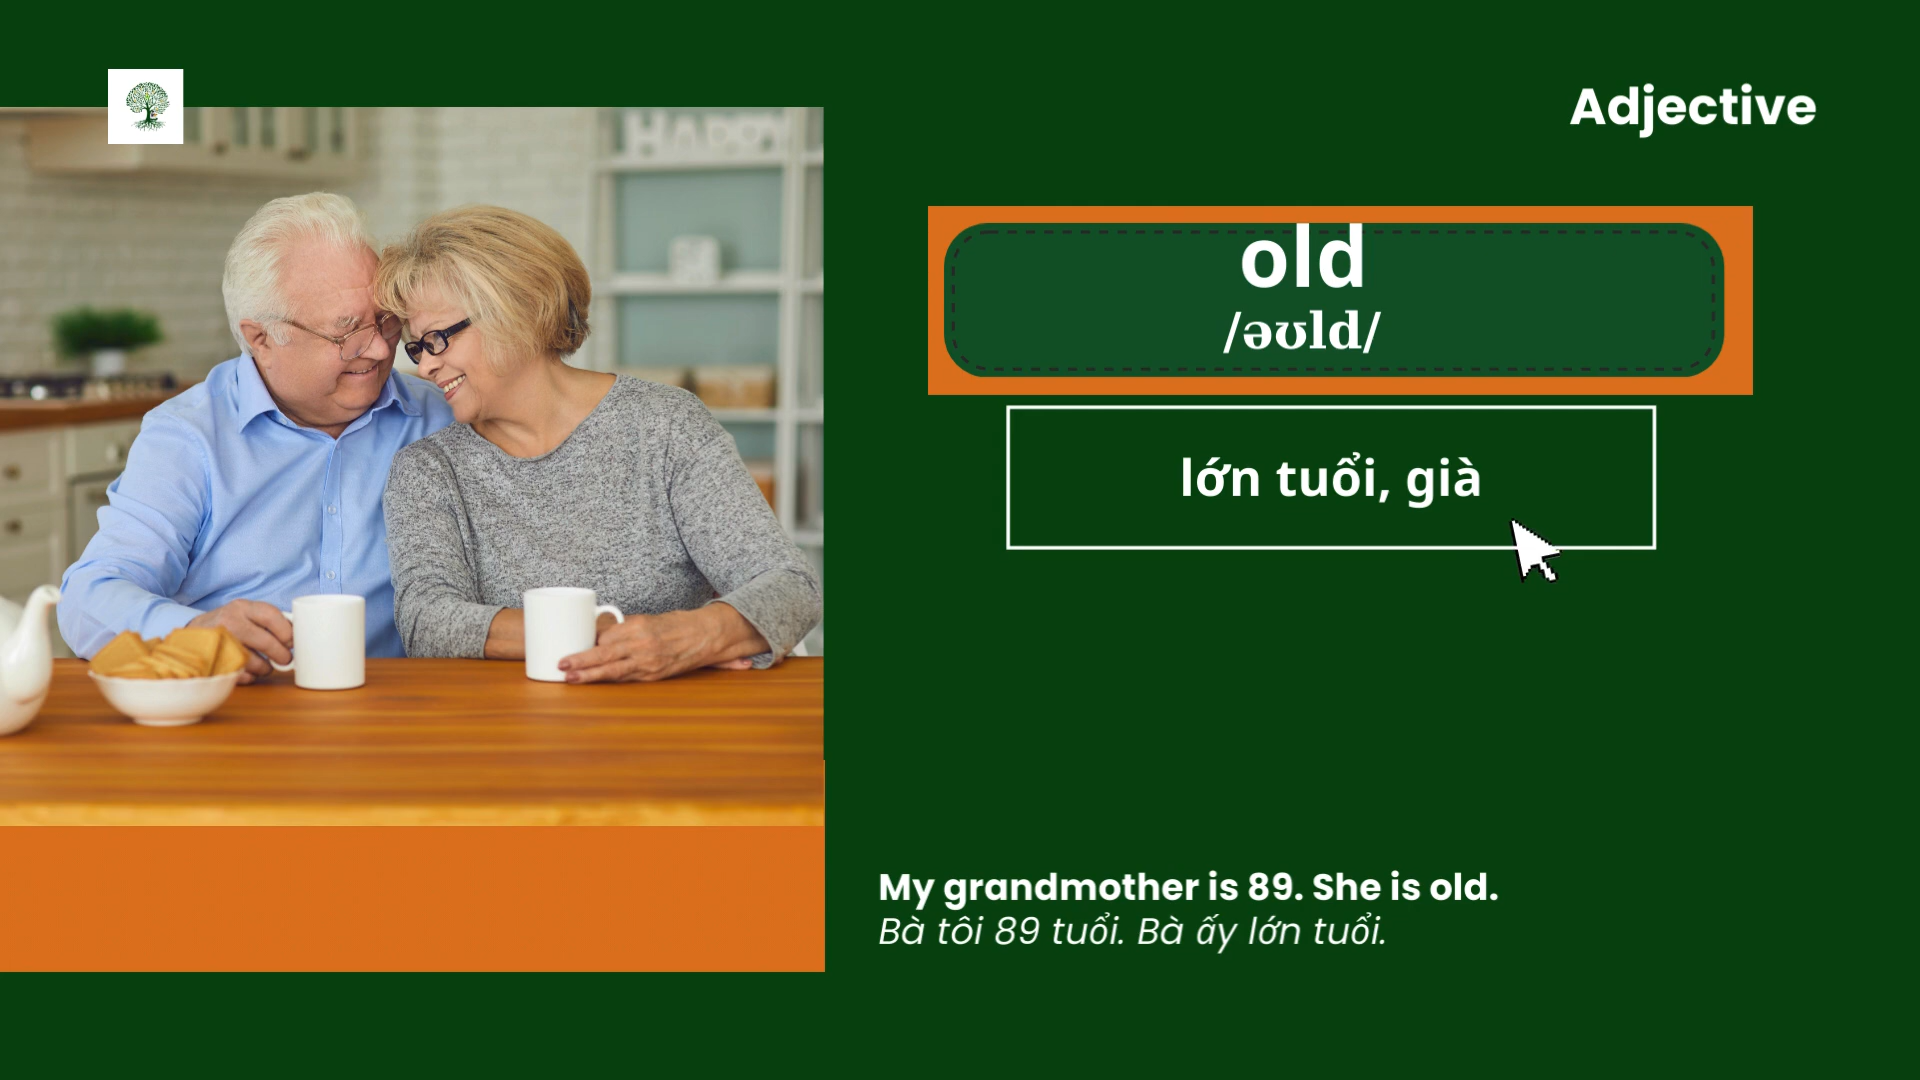 Adjective
HAPPY
old
/əʊld/
lớn tuổi, già
My grandmother is 89. She is old.
Bà tôi 89 tuổi. Bà ấy lớn tuổi.